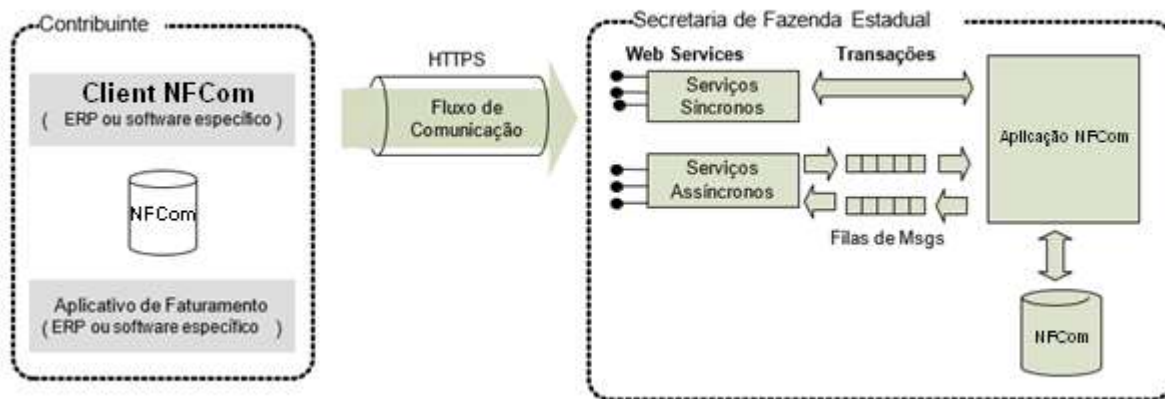 Contribuinte
Client NFCom
( ERP ou software específico )
NFCom
Aplicativo de Faturamento
( ERP ou software específico )
HTTPS
Fluxo de
Comunicação
Secretaria de Fazenda Estadual
Web Services
Transações
Serviços
Síncronos
Serviços
Assíncronos
Filas de Msgs
Aplicação NFCom
NFCom